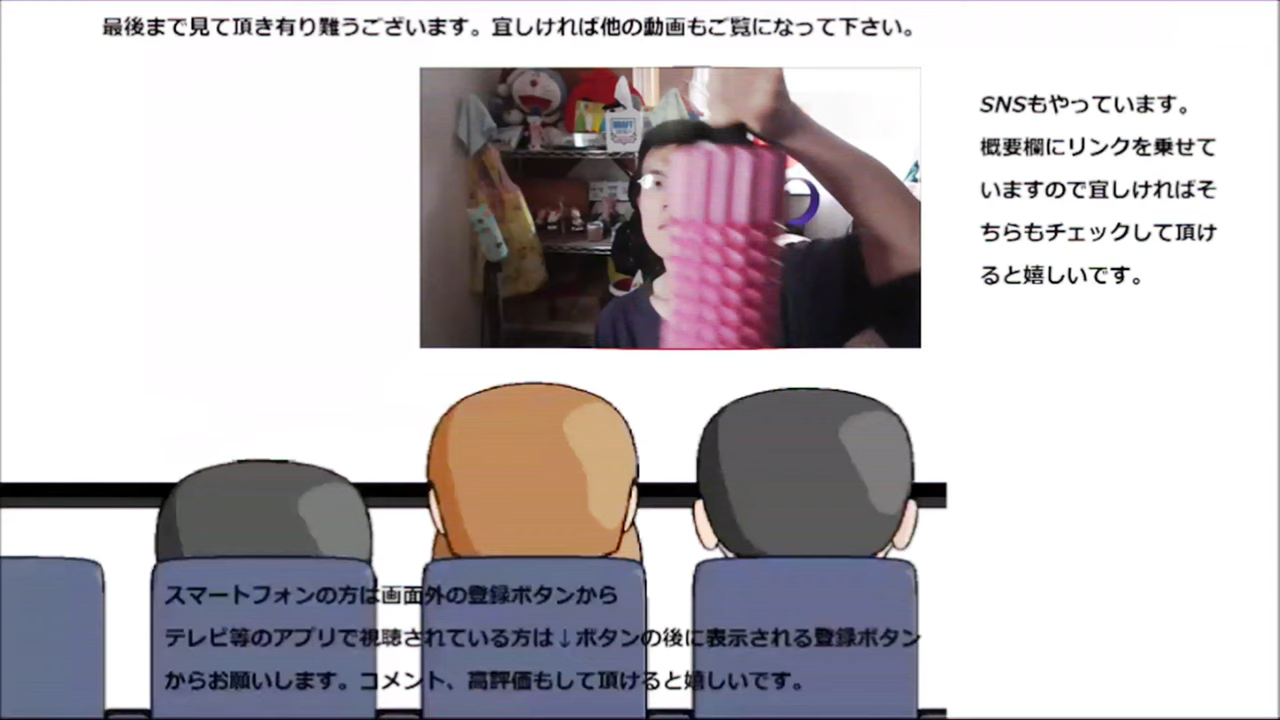 最後まで見て頂き有り難うございます。宜しければ他の動画もご覧になって下さい。
SNSもやっています。
概要欄にリンクを乗せて
いますので宜しければそ
ちらもチェックして頂け
ると嬉しいです。
スマートフォンの方は画面外の登録ボタンから
テレビ等のアプリで視聴されている方は↓ボタンの後に表示される登録ボタン
からお願いします。コメント、高評価もして頂けると嬉しいです。